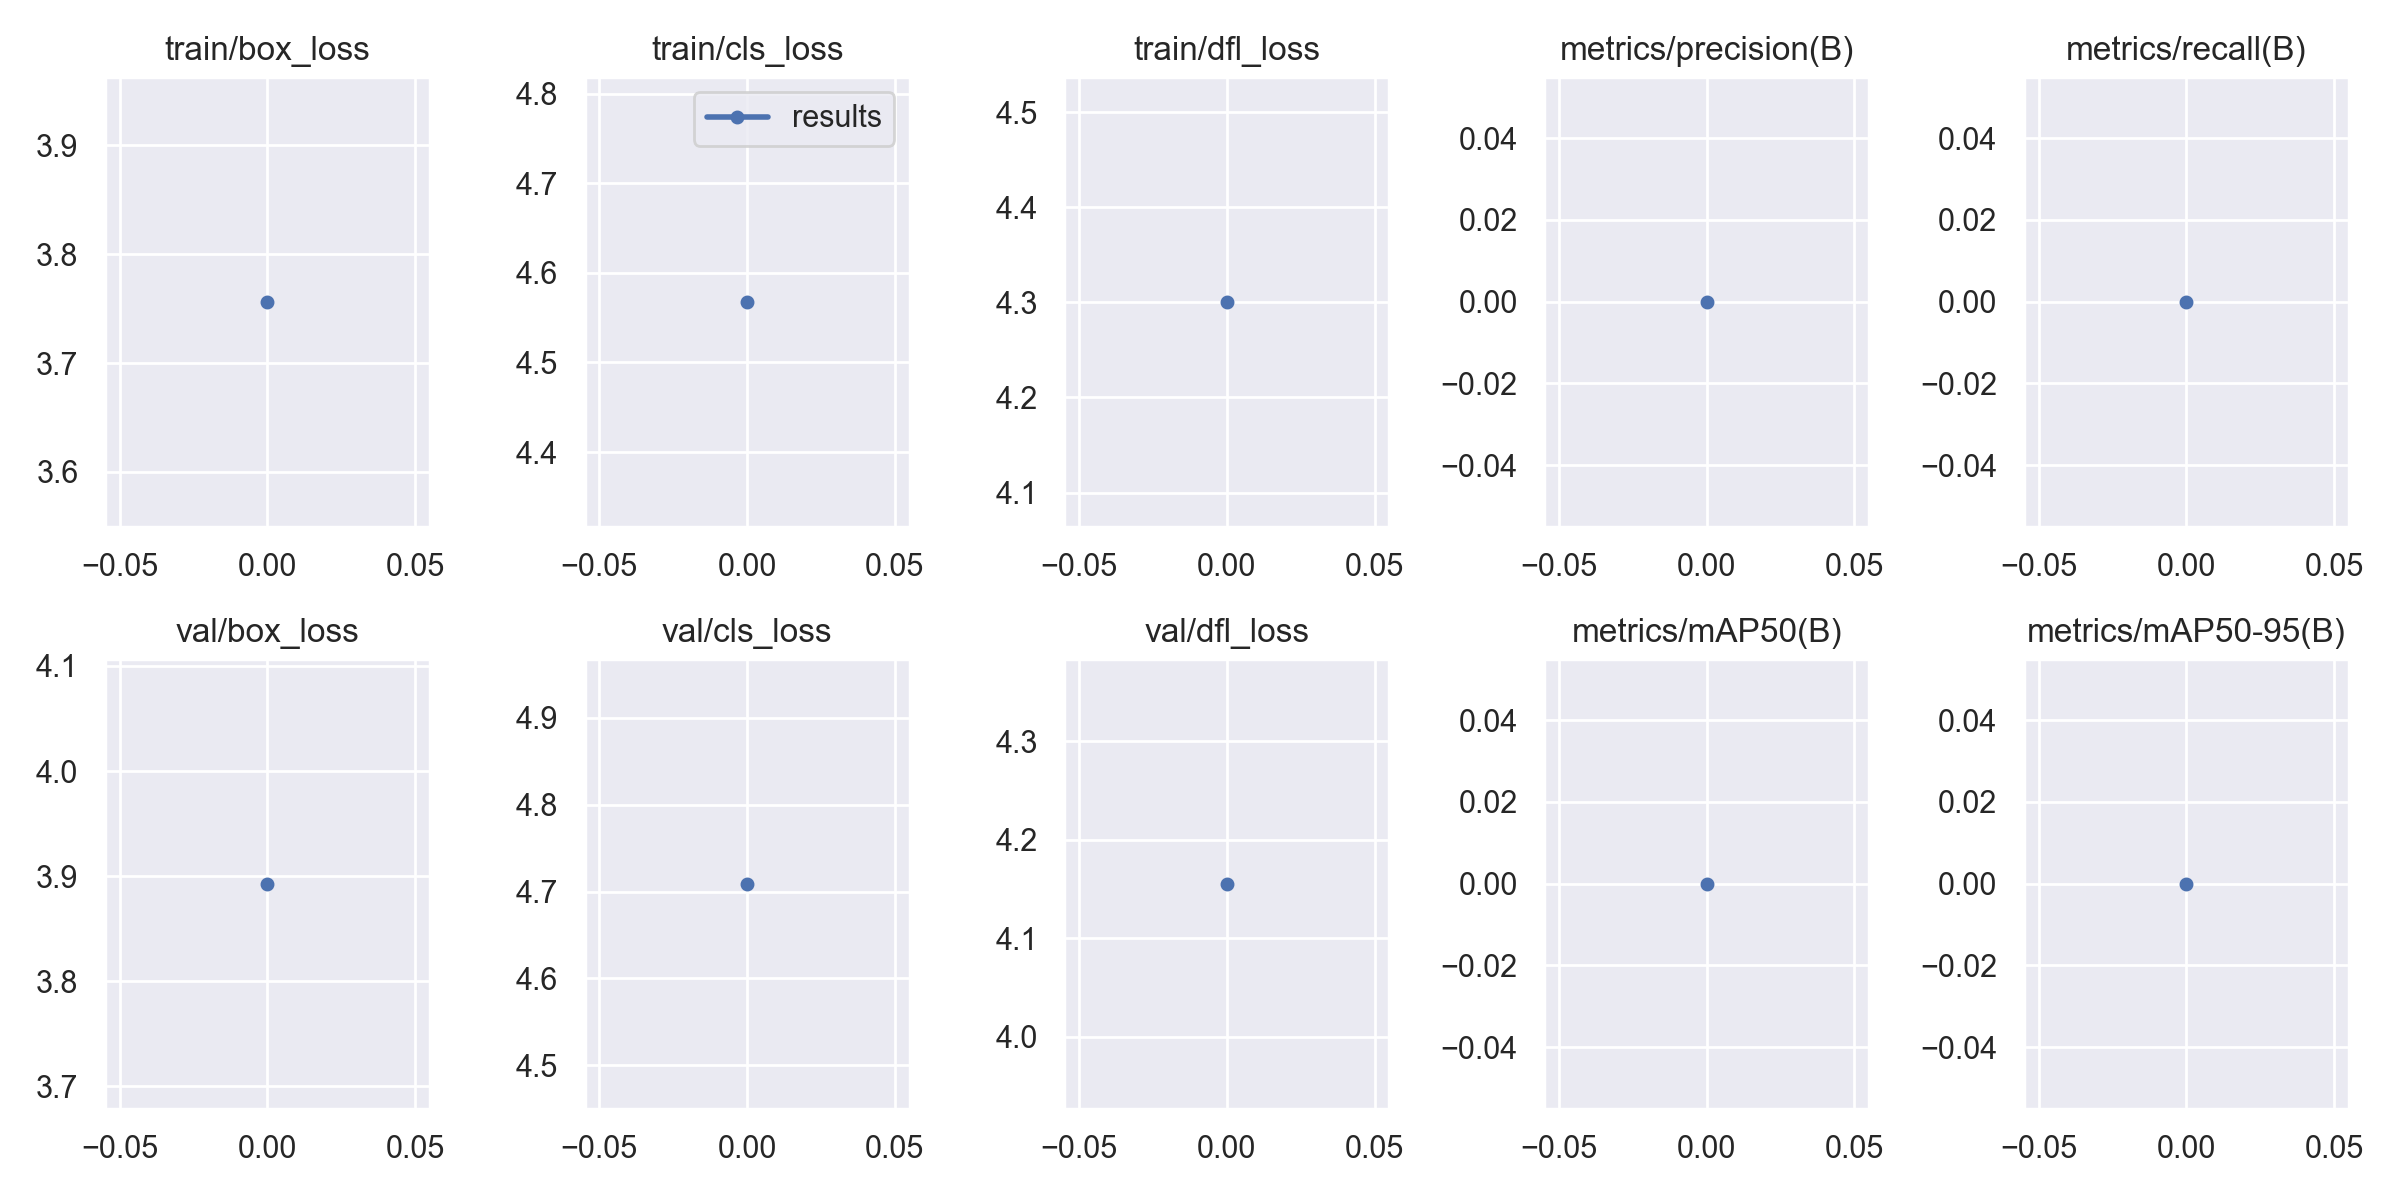 train/box_loss
3.9
3.8
3.7
3.6
−0.05 0.00 0.05
train/cls_loss
results
4.8
4.7
4.6
4.5
4.4
−0.05 0.00 0.05
train/dfl_loss
4.5
4.4
4.3
4.2
4.1
−0.05 0.00 0.05
metrics/precision(B)
0.04
0.02
0.00
−0.02
−0.04
−0.05 0.00 0.05
metrics/recall(B)
0.04
0.02
0.00
−0.02
−0.04
−0.05 0.00 0.05
val/box_loss
4.1
4.0
3.9
3.8
3.7
−0.05 0.00 0.05
val/cls_loss
4.9
4.8
4.7
4.6
4.5
−0.05 0.00 0.05
val/dfl_loss
4.3
4.2
4.1
4.0
−0.05 0.00 0.05
metrics/mAP50(B)
0.04
0.02
0.00
−0.02
−0.04
−0.05 0.00 0.05
metrics/mAP50-95(B)
0.04
0.02
0.00
−0.02
−0.04
−0.05 0.00 0.05